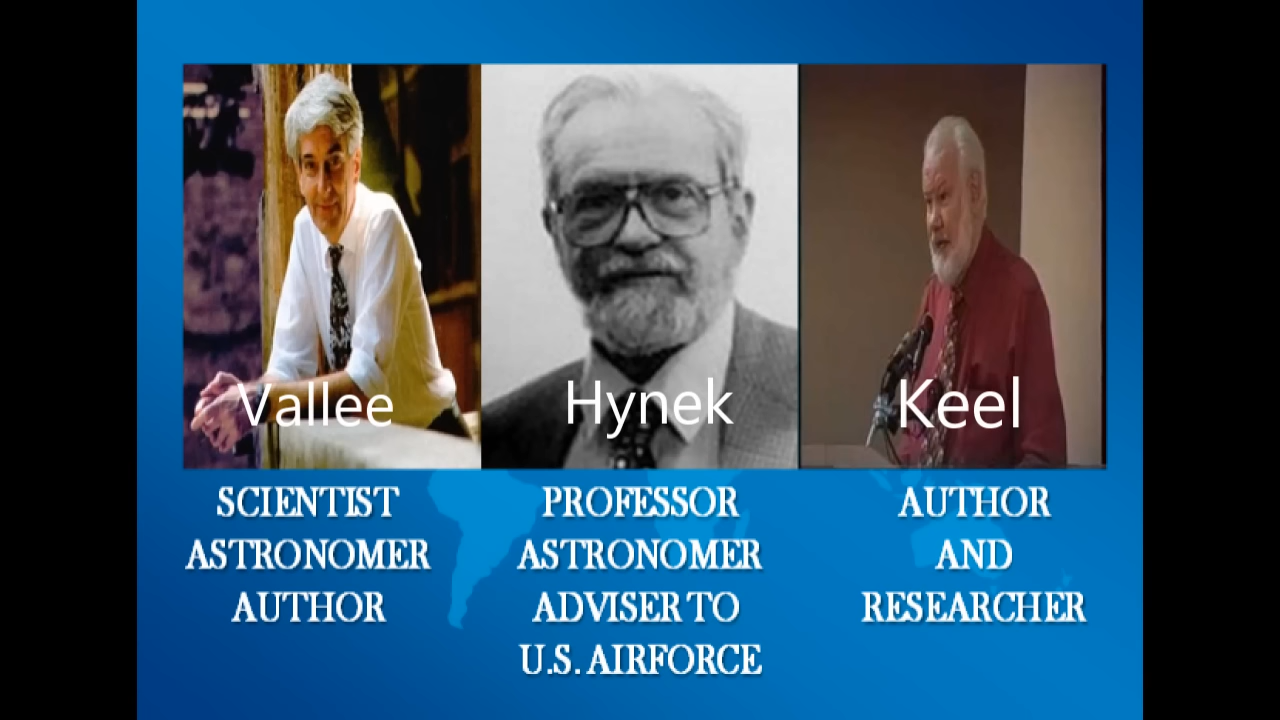 Vallee
Hynek
Keel
SCIENTIST
ASTRONOMER
AUTHOR
PROFESSOR
ASTRONOMER
ADVISER TO
U.S. AIRFORCE
AUTHOR
AND
RESEARCHER